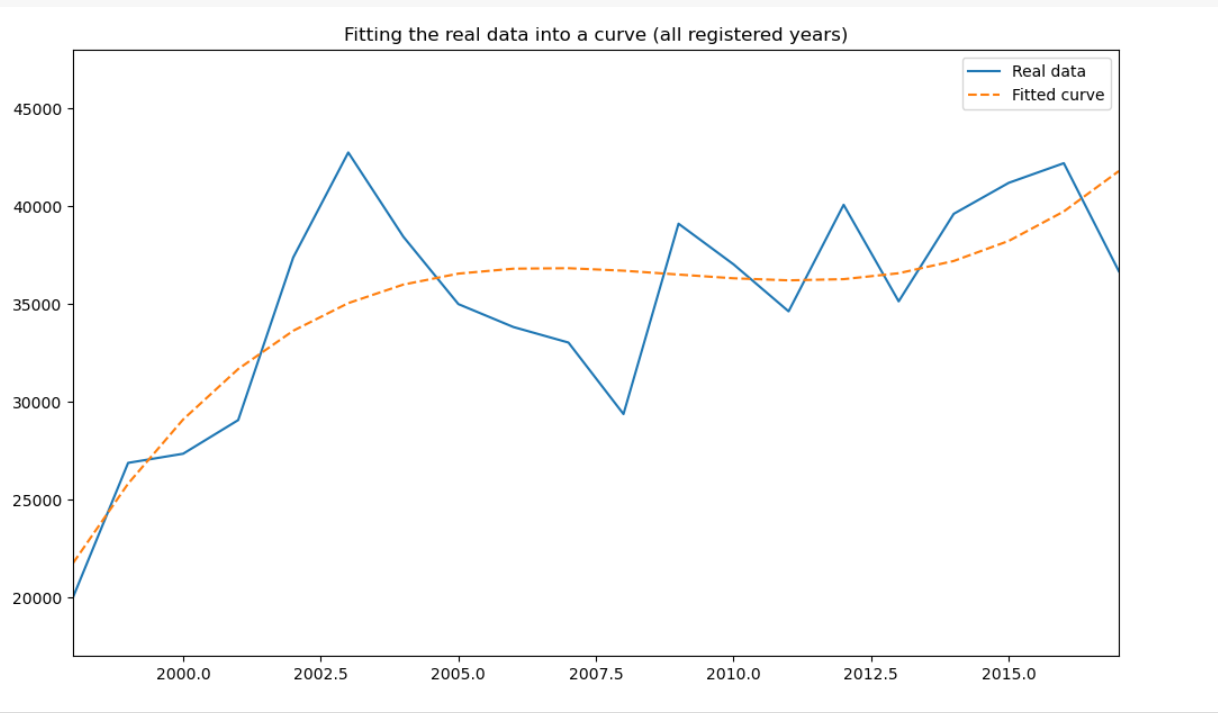 Fitting the real data into a curve (all registered years)
Real data
Fitted curve
45000
40000
35000
30000
25000
20000
2000.0 2002.5 2005.0 2007.5 2010.0 2012.5 2015.0